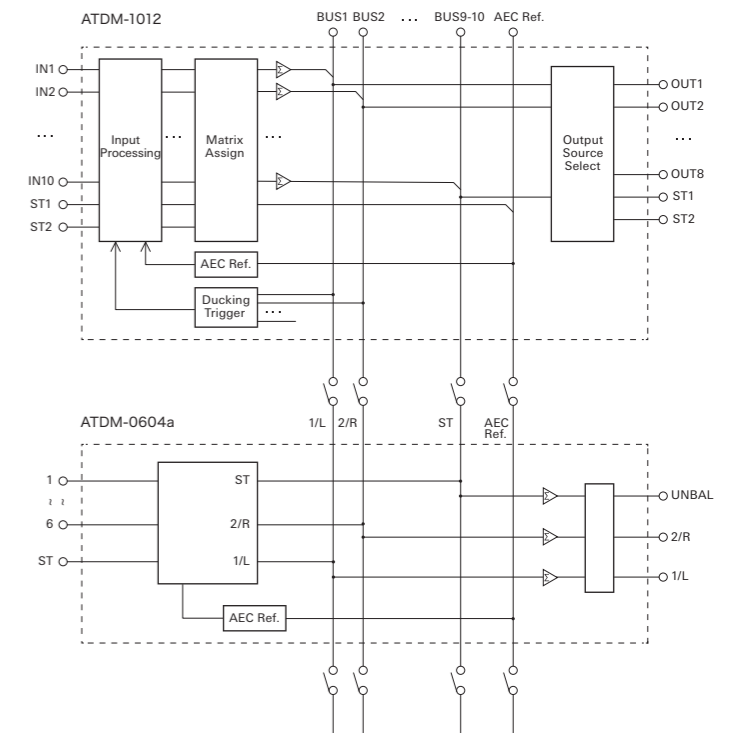 ATDM-1012
BUS1 BUS2 ... BUS9-10 AEC Ref.
IN1
IN2
...
IN10
ST1
ST2
Input
Processing
...
Matrix
Assign
Σ
Σ
...
Σ
Output
Source
Select
OUT1
OUT2
...
OUT8
ST1
ST2
AEC Ref.
Ducking
Trigger
...
ATDM-0604a
1/L 2/R ST AEC
Ref.
1
~ ~
6
ST
ST
2/R
1/L
Σ
Σ
Σ
UNBAL
2/R
1/L
AEC Ref.